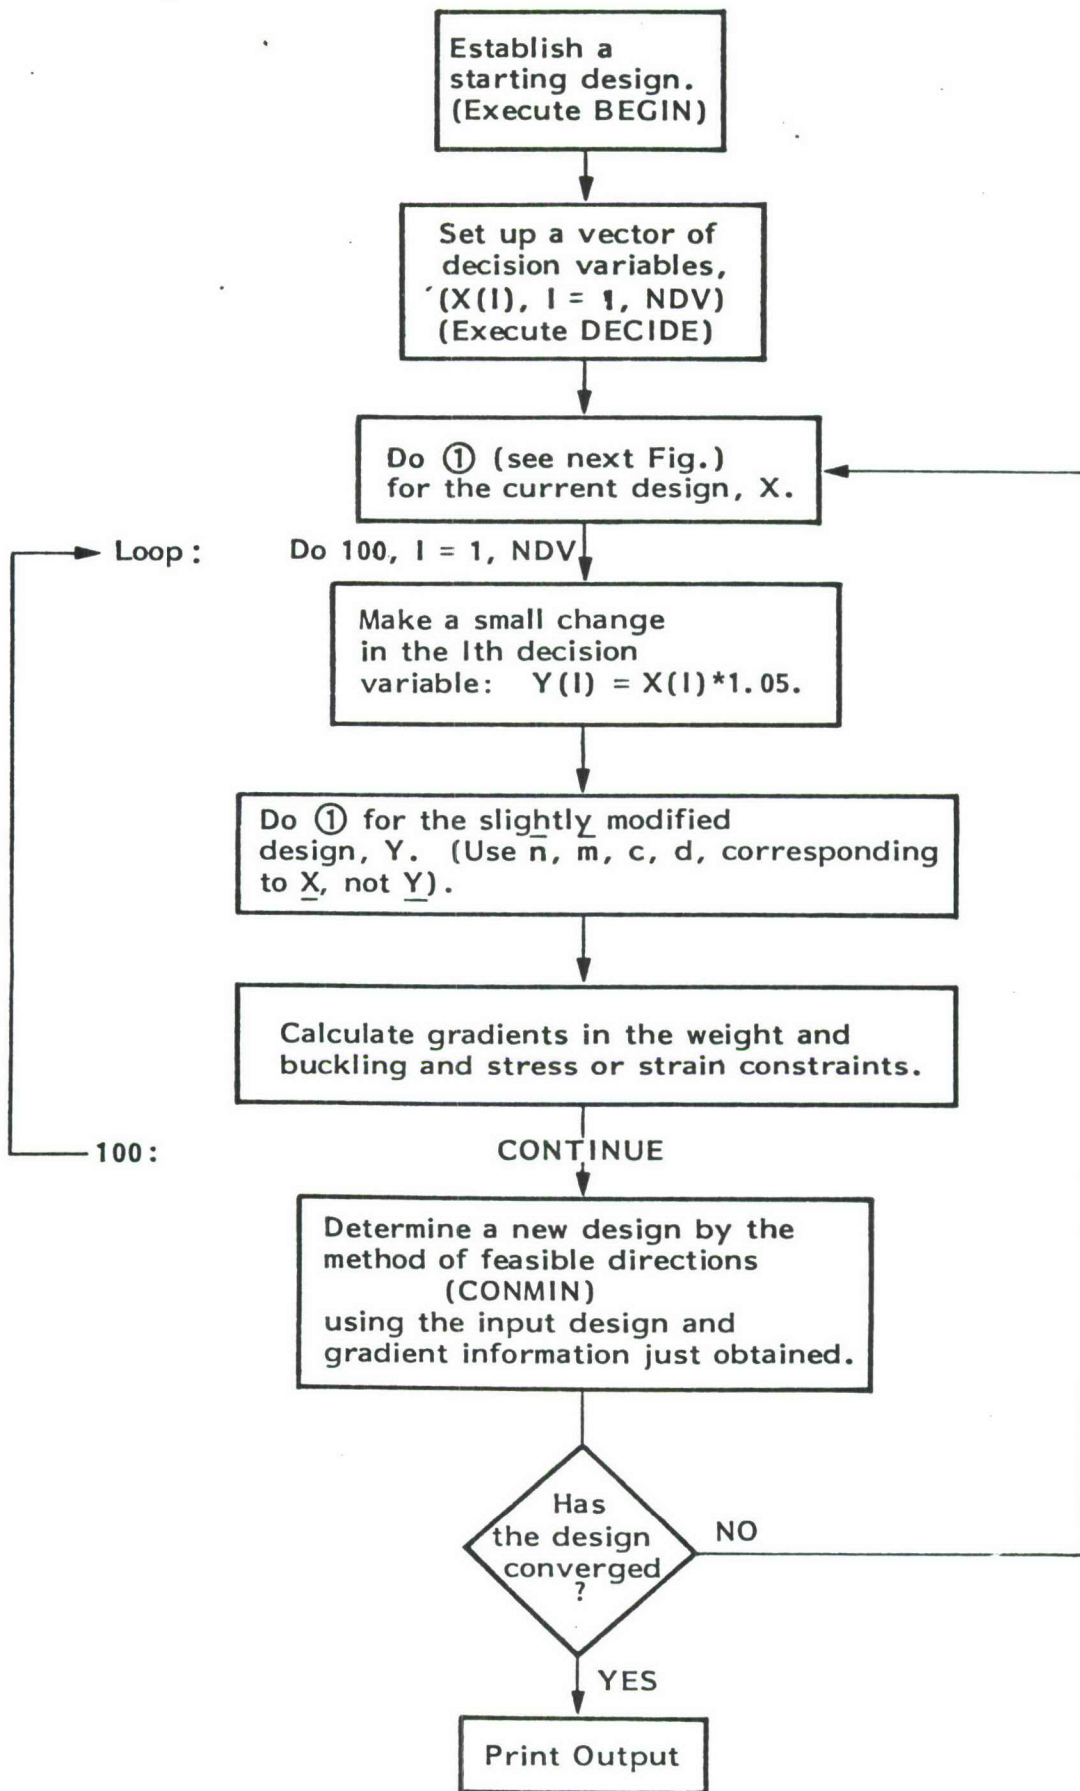 Establish a
starting design.
(Execute BEGIN)
Set up a vector of
decision variables,
(X(I), I = 1, NDV)
(Execute DECIDE)
Do ① (see next Fig.)
for the current design, X.
Loop: Do 100, I = 1, NDV
Make a small change
in the Ith decision
variable: Y(I) = X(I)*1.05.
Do ① for the slightly modified
design, Y. (Use n̅, m̅, c, d, corresponding
to X, not Y).
Calculate gradients in the weight and
buckling and stress or strain constraints.
100: CONTINUE
Determine a new design by the
method of feasible directions
(CONMIN)
using the input design and
gradient information just obtained.
Has
the design
converged
?
NO
YES
Print Output